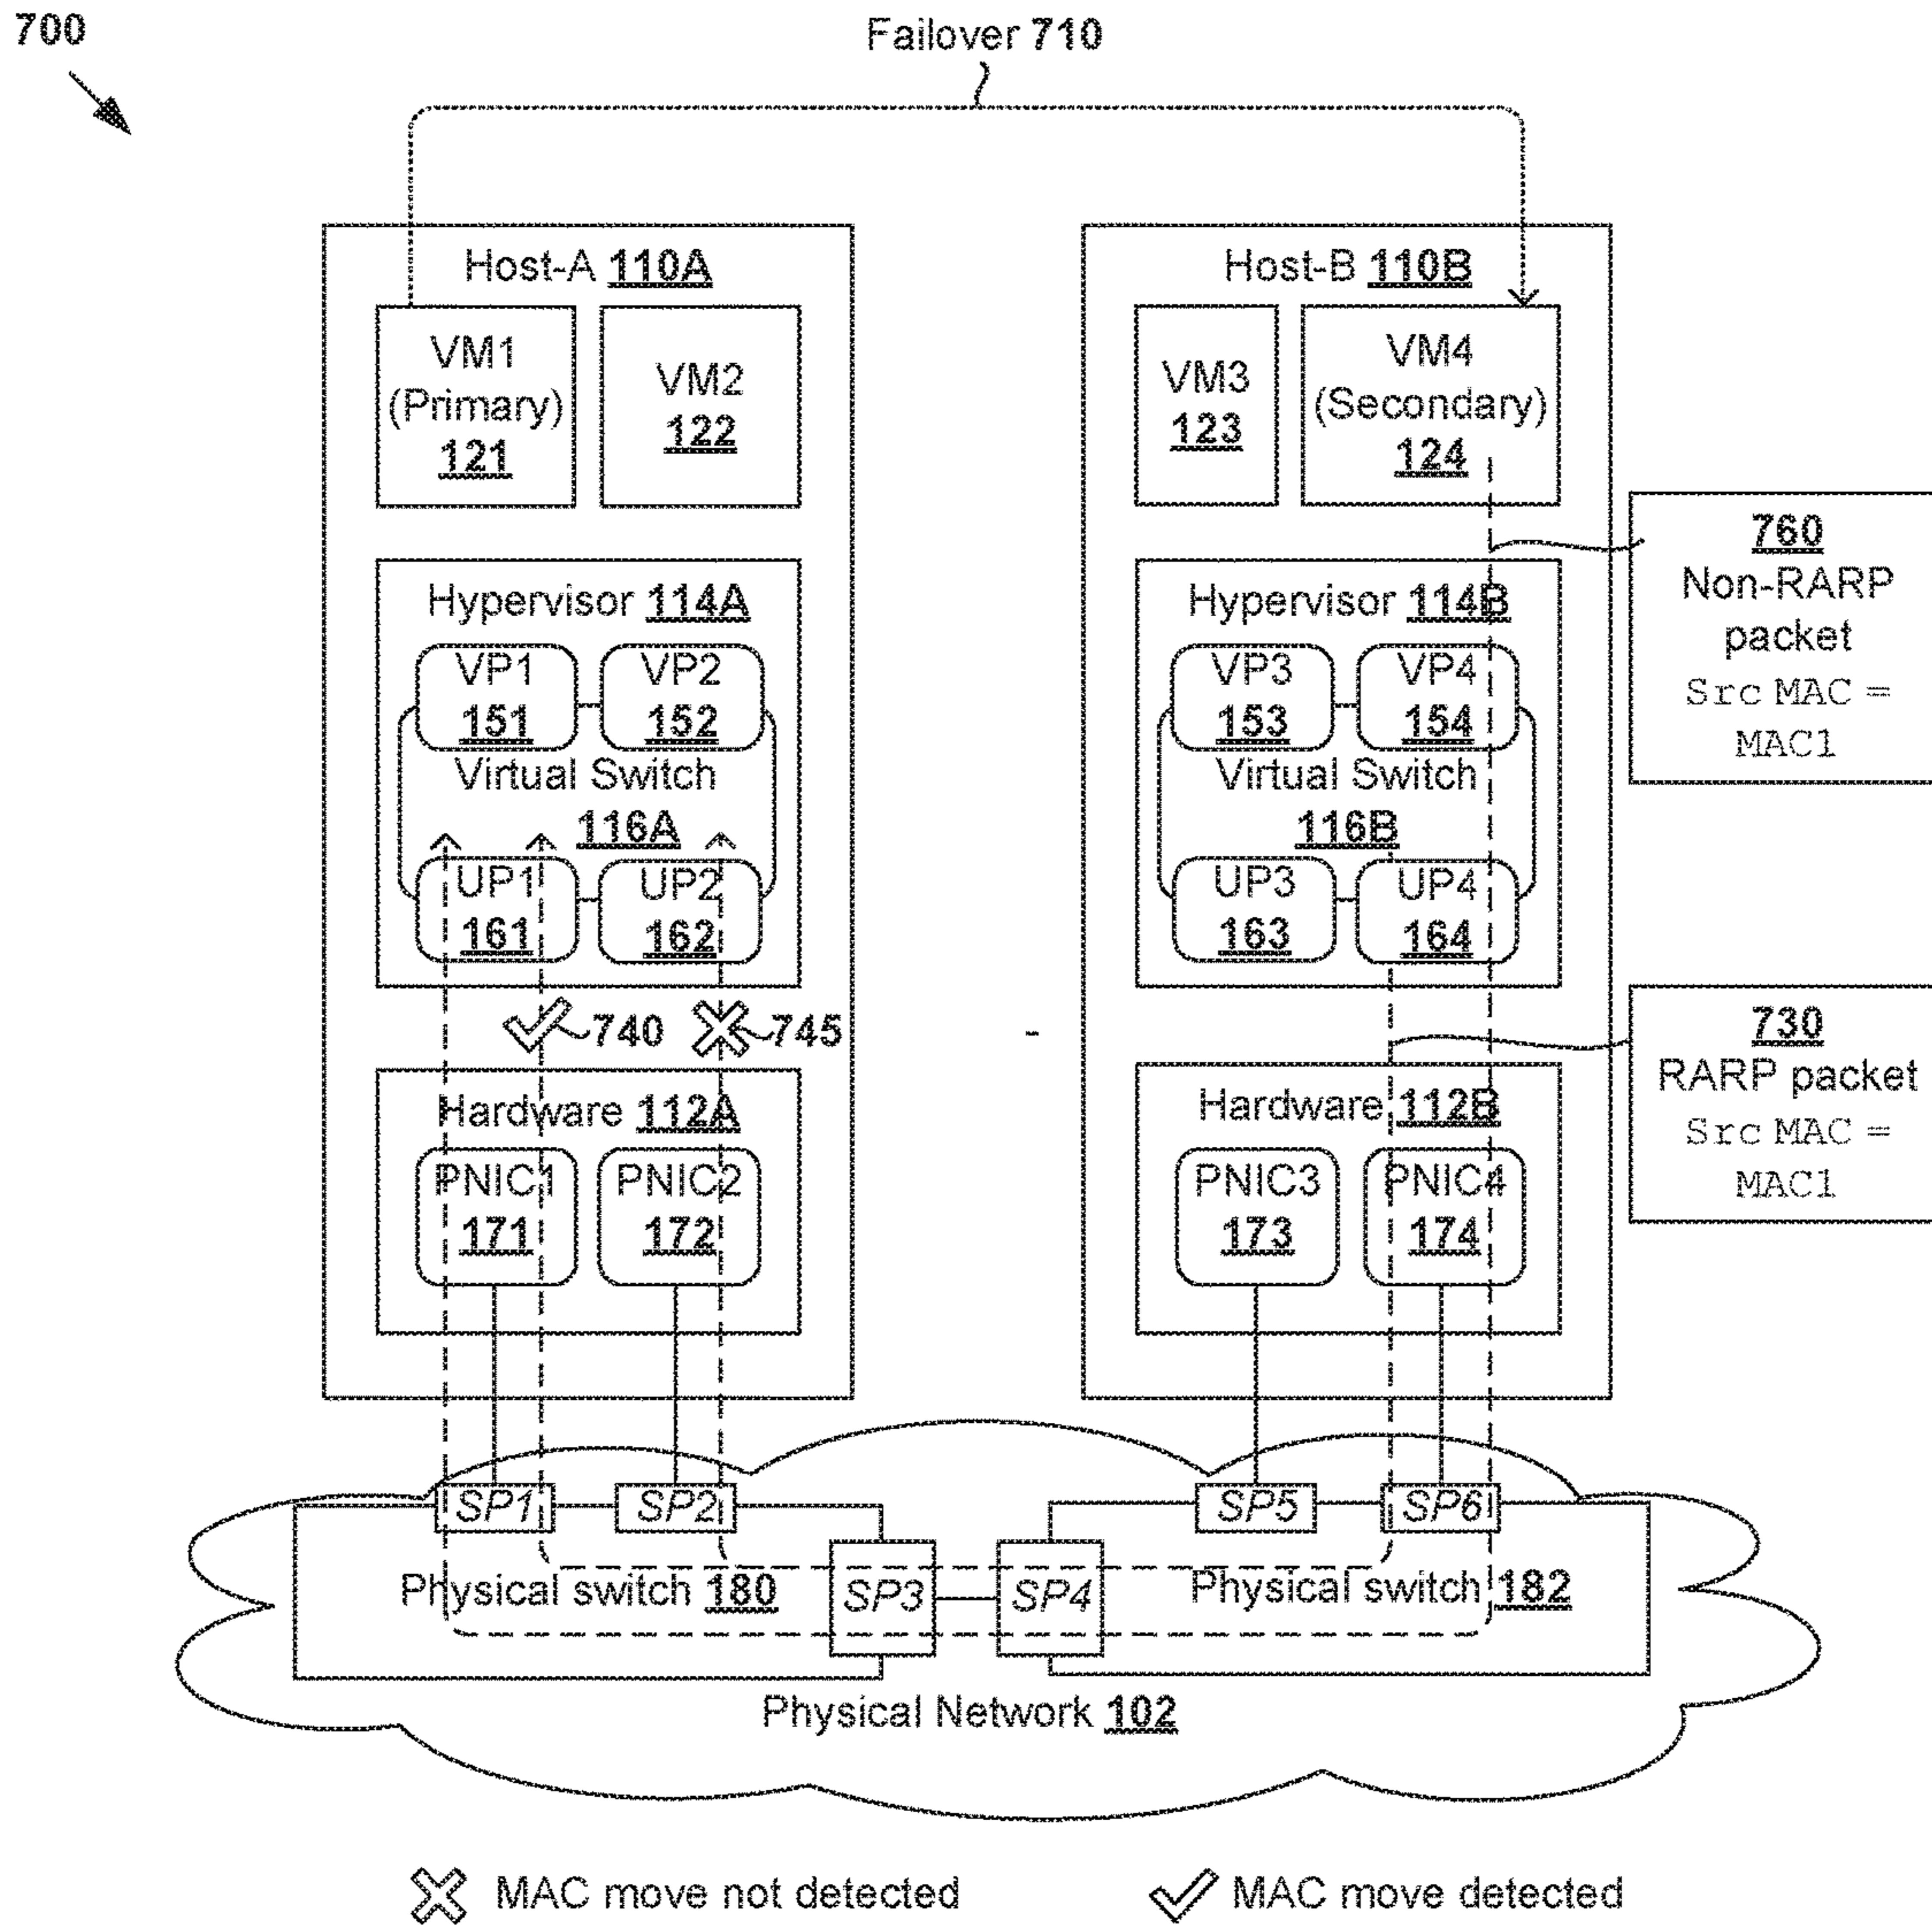 700
Failover 710
Host-A 110A
VM1
(Primary)
121
VM2
122
Hypervisor 114A
VP1
151
VP2
152
Virtual Switch
116A
UP1
161
UP2
162
740
745
Hardware 112A
PNIC1
171
PNIC2
172
Host-B 110B
VM3
123
VM4
(Secondary)
124
Hypervisor 114B
VP3
153
VP4
154
Virtual Switch
116B
UP3
163
UP4
164
Hardware 112B
PNIC3
173
PNIC4
174
760
Non-RARP
packet
Src MAC =
MAC1
730
RARP packet
Src MAC =
MAC1
SP1
SP2
SP5
SP6
Physical switch 180
SP3
SP4
Physical switch 182
Physical Network 102
MAC move not detected
MAC move detected